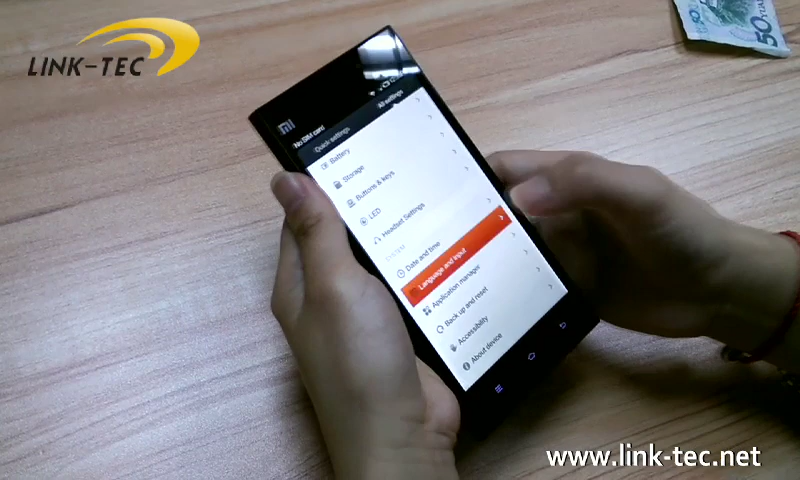 LINK-TEC
50
MI
No SIM card
Quick settings
All settings
Battery
Storage
Buttons & keys
LED
Headset Settings
SYSTEM
Date and time
Language and input
Application manager
Back up and reset
Accessibility
About device
www.link-tec.net